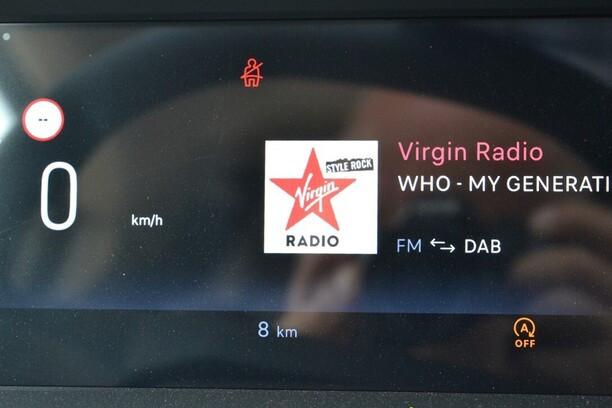 --
0
km/h
STYLE ROCK
Virgin
RADIO
Virgin Radio
WHO - MY GENERATI
FM DAB
8 km
A
OFF